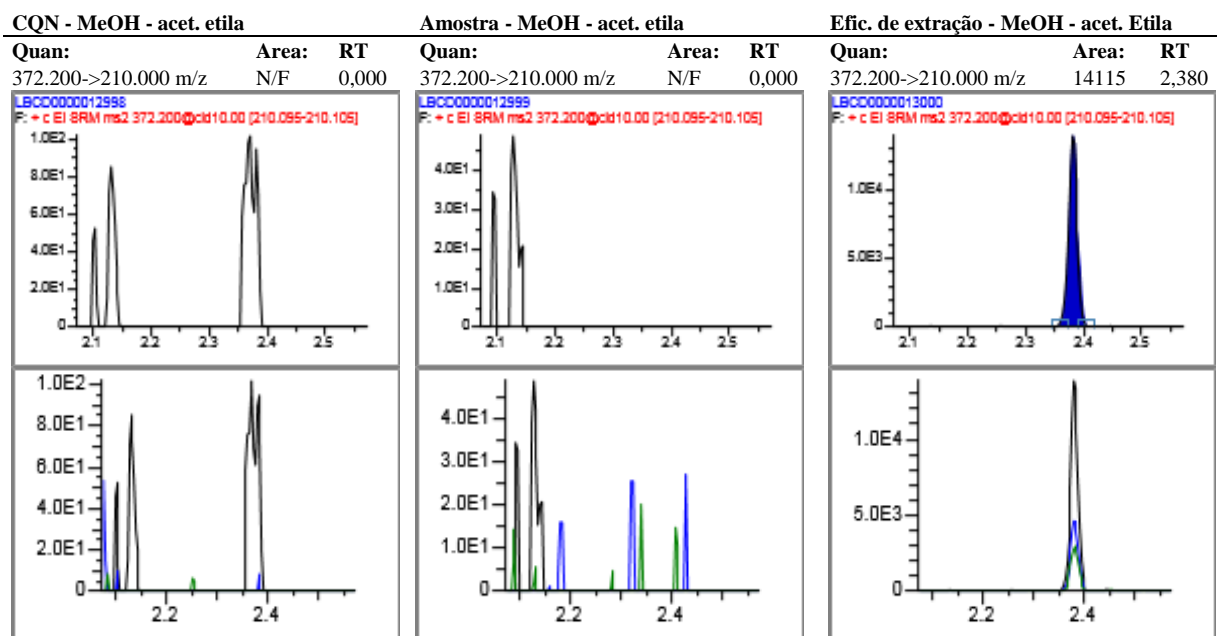 CQN - MeOH - acet. etila
Quan: Area: RT
372.200->210.000 m/z N/F 0,000
LBCD0000012998
F: + c EI SRM ms2 372.200@cid10.00 [210.095-210.105]
1.0E2
8.0E1
6.0E1
4.0E1
2.0E1
0
2.1 2.2 2.3 2.4 2.5
1.0E2
8.0E1
6.0E1
4.0E1
2.0E1
0
2.2 2.4
Amostra - MeOH - acet. etila
Quan: Area: RT
372.200->210.000 m/z N/F 0,000
LBCD0000012999
F: + c EI SRM ms2 372.200@cid10.00 [210.095-210.105]
4.0E1
3.0E1
2.0E1
1.0E1
0
2.1 2.2 2.3 2.4 2.5
4.0E1
3.0E1
2.0E1
1.0E1
0
2.2 2.4
Efic. de extração - MeOH - acet. Etila
Quan: Area: RT
372.200->210.000 m/z 14115 2,380
LBCD0000013000
F: + c EI SRM ms2 372.200@cid10.00 [210.095-210.105]
1.0E4
5.0E3
0
2.1 2.2 2.3 2.4 2.5
1.0E4
5.0E3
0
2.2 2.4